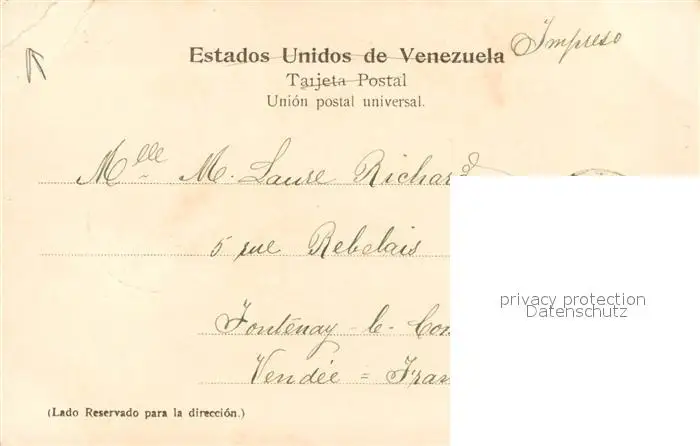 Impreso
Estados Unidos de Venezuela
Tarjeta Postal
Unión postal universal.
Mlle M. Laure Richard
5 rue Rebelais
privacy protection
Datenschutz
Fontenay - le - Com
Vendée = Fran
(Lado Reservado para la dirección.)